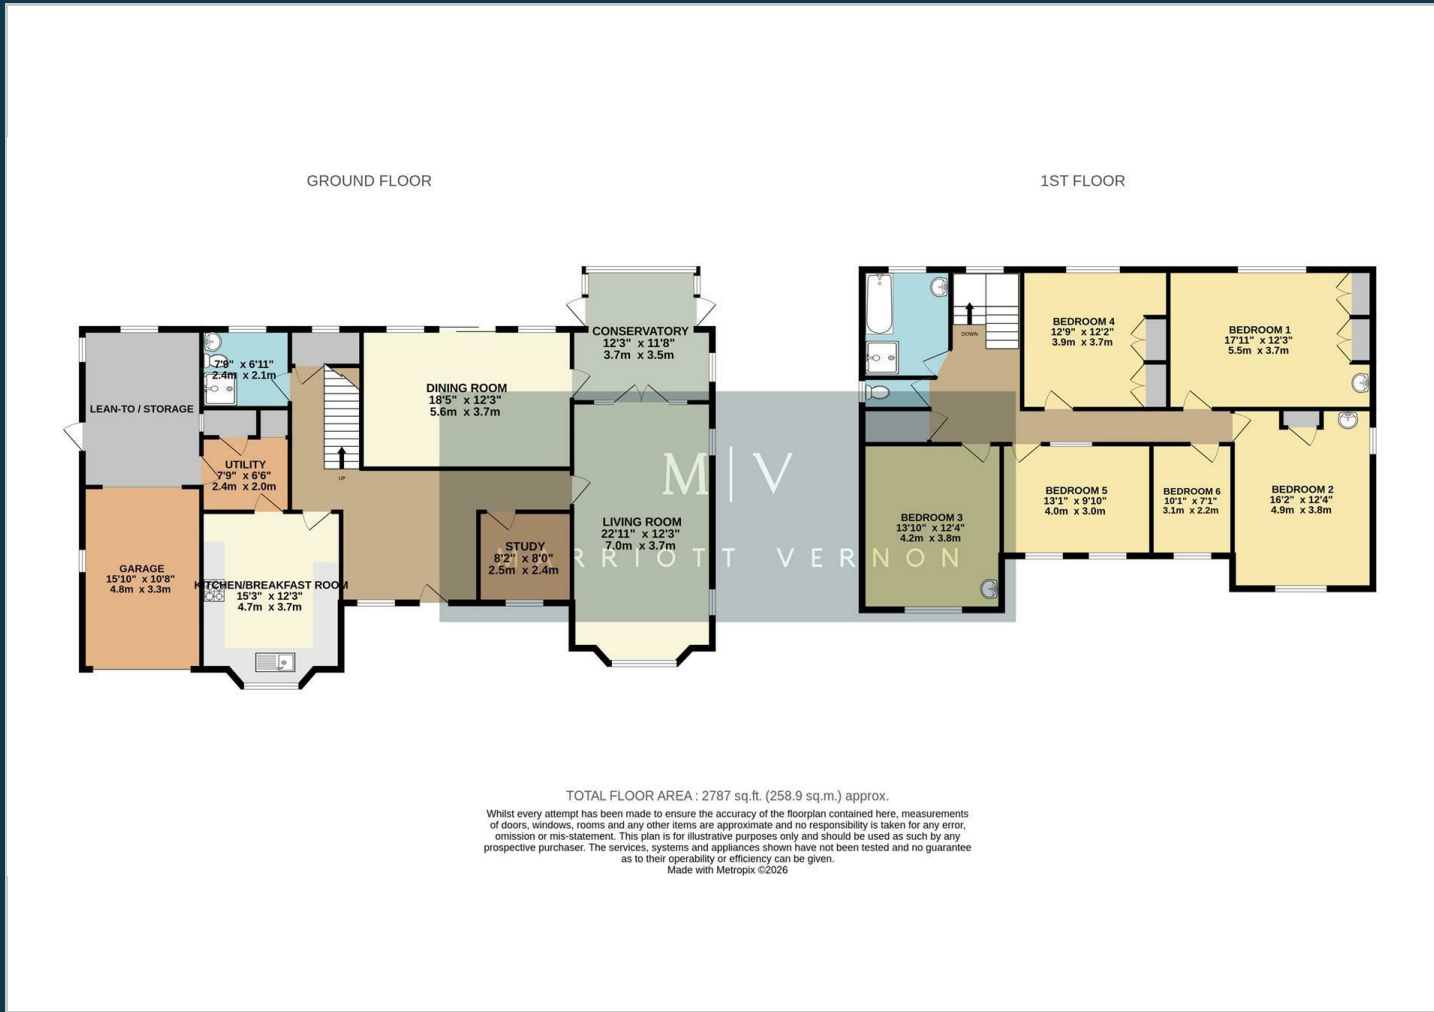 GROUND FLOOR
1ST FLOOR
CONSERVATORY
12'3" x 11'8"
3.7m x 3.5m
7'9" x 6'11"
2.4m x 2.1m
DINING ROOM
18'5" x 12'3"
5.6m x 3.7m
LEAN-TO / STORAGE
UTILITY
7'9" x 6'6"
2.4m x 2.0m
UP
LIVING ROOM
22'11" x 12'3"
7.0m x 3.7m
STUDY
8'2" x 8'0"
2.5m x 2.4m
GARAGE
15'10" x 10'8"
4.8m x 3.3m
KITCHEN/BREAKFAST ROOM
15'3" x 12'3"
4.7m x 3.7m
DOWN
BEDROOM 4
12'9" x 12'2"
3.9m x 3.7m
BEDROOM 1
17'11" x 12'3"
5.5m x 3.7m
BEDROOM 3
13'10" x 12'4"
4.2m x 3.8m
BEDROOM 5
13'1" x 9'10"
4.0m x 3.0m
BEDROOM 6
10'1" x 7'1"
3.1m x 2.2m
BEDROOM 2
16'2" x 12'4"
4.9m x 3.8m
M | V
MARRIOTT VERNON
TOTAL FLOOR AREA : 2787 sq.ft. (258.9 sq.m.) approx.
Whilst every attempt has been made to ensure the accuracy of the floorplan contained here, measurements
of doors, windows, rooms and any other items are approximate and no responsibility is taken for any error,
omission or mis-statement. This plan is for illustrative purposes only and should be used as such by any
prospective purchaser. The services, systems and appliances shown have not been tested and no guarantee
as to their operability or efficiency can be given.
Made with Metropix ©2026